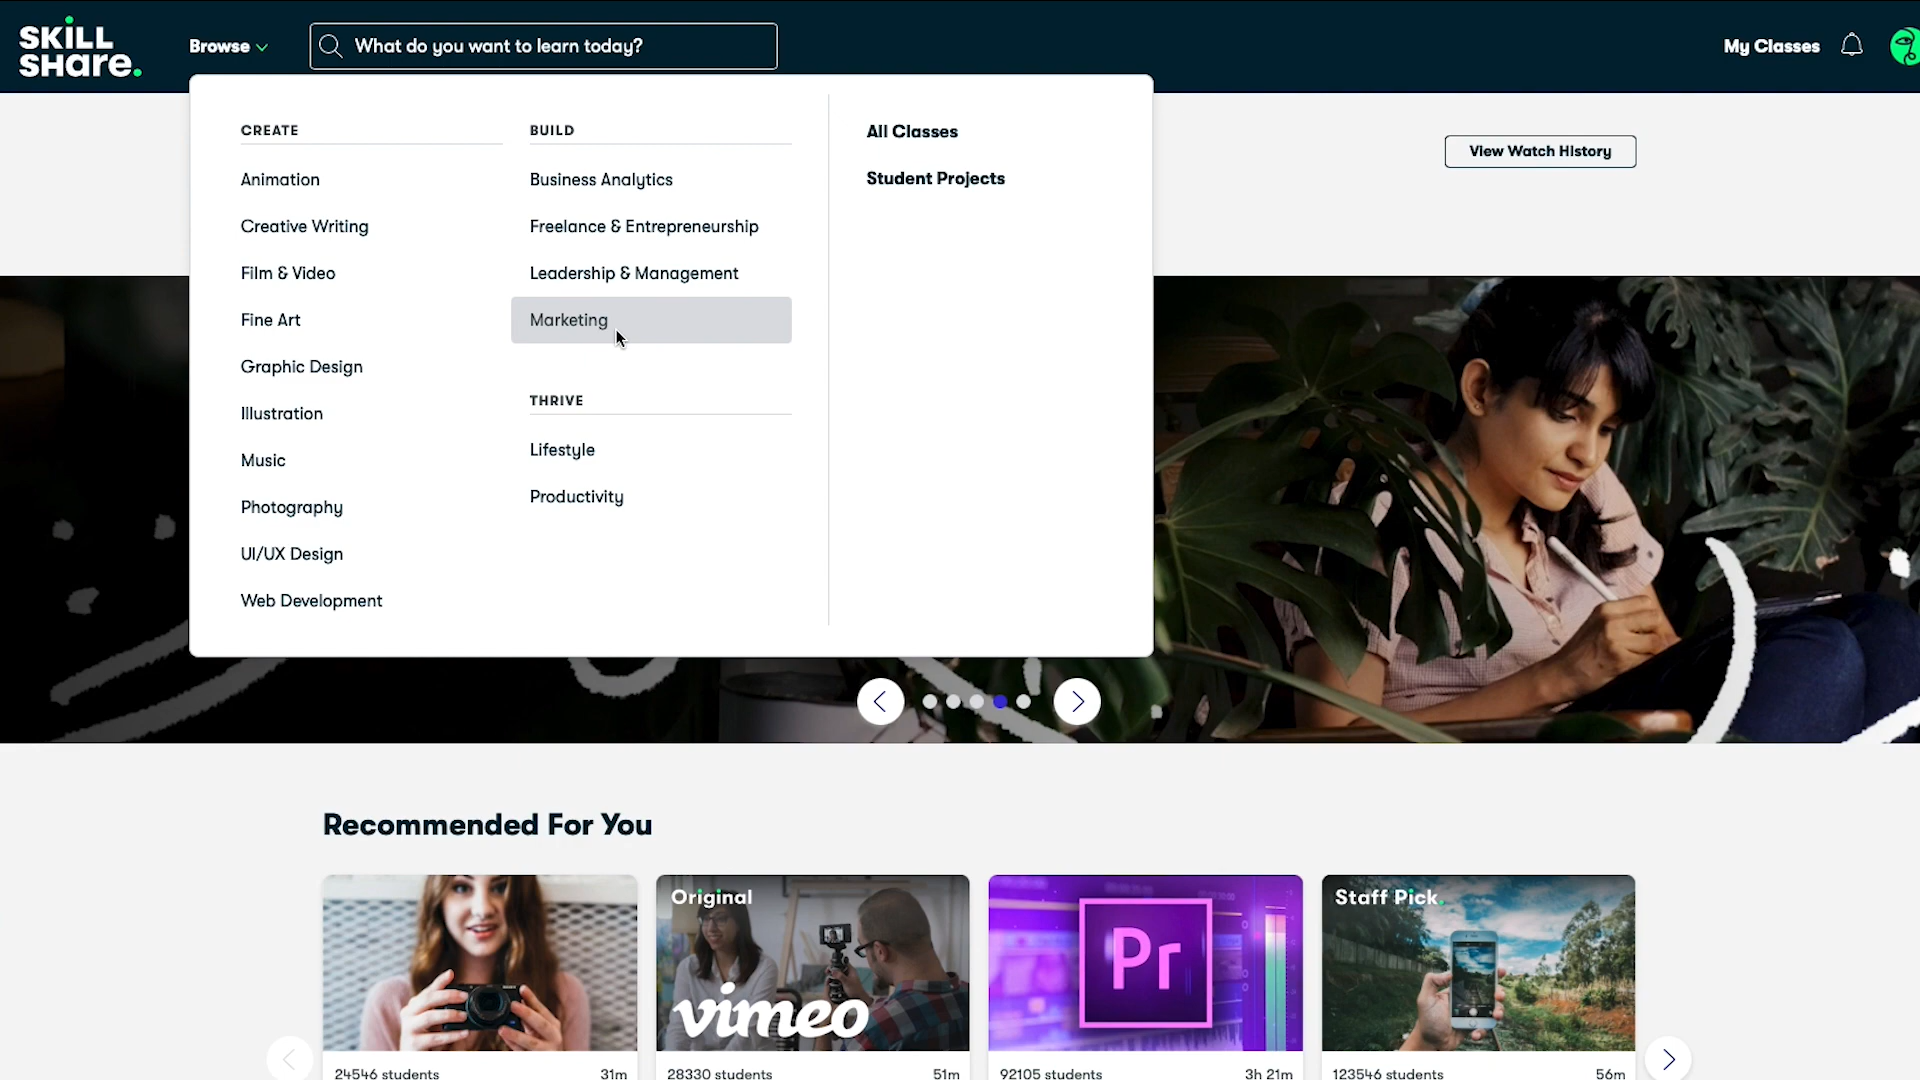 SKILL
SHare.
Browse
What do you want to learn today?
My Classes
CREATE
Animation
Creative Writing
Film & Video
Fine Art
Graphic Design
Illustration
Music
Photography
UI/UX Design
Web Development
BUILD
Business Analytics
Freelance & Entrepreneurship
Leadership & Management
Marketing
THRIVE
Lifestyle
Productivity
All Classes
Student Projects
View Watch History
Recommended For You
Original
vimeo
Pr
Staff Pick.
24546 students 31m
28330 students 51m
92105 students 3h 21m
123546 students 56m